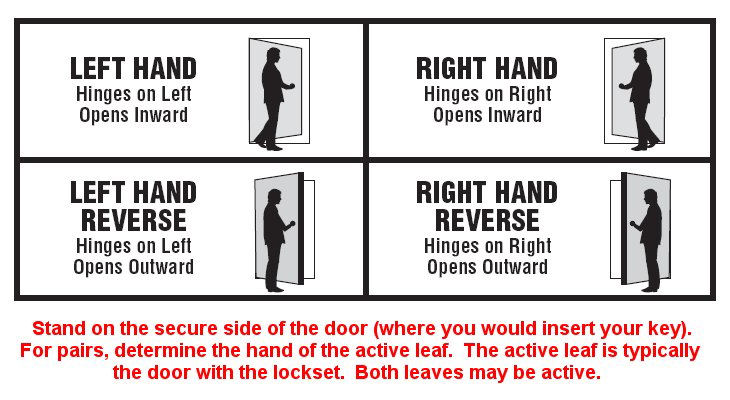 LEFT HAND
Hinges on Left
Opens Inward
RIGHT HAND
Hinges on Right
Opens Inward
LEFT HAND
REVERSE
Hinges on Left
Opens Outward
RIGHT HAND
REVERSE
Hinges on Right
Opens Outward
Stand on the secure side of the door (where you would insert your key).
For pairs, determine the hand of the active leaf.  The active leaf is typically
the door with the lockset.  Both leaves may be active.